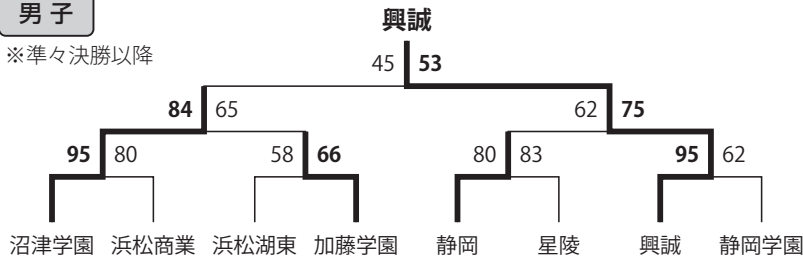 男子
興誠
※準々決勝以降
45 53
84 65 62 75
95 80 58 66 80 83 95 62
沼津学園 浜松商業 浜松湖東 加藤学園 静岡 星陵 興誠 静岡学園